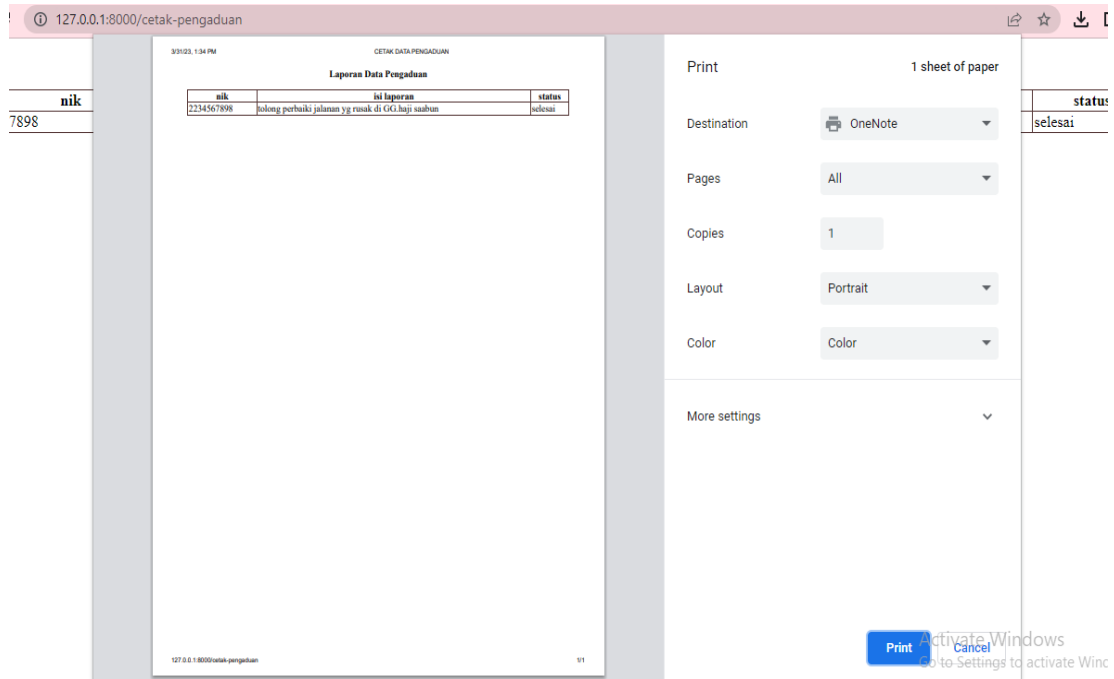 127.0.0.1:8000/cetak-pengaduan
3/31/23, 1:34 PM CETAK DATA PENGADUAN
Laporan Data Pengaduan
nik isi laporan status
2234567898 tolong perbaiki jalanan yg rusak di GG.haji saabun selesai
127.0.0.1:8000/cetak-pengaduan 1/1
nik
7898
status
selesai
Print 1 sheet of paper
Destination OneNote
Pages All
Copies 1
Layout Portrait
Color Color
More settings
Print Cancel
Activate Windows
Go to Settings to activate Wind